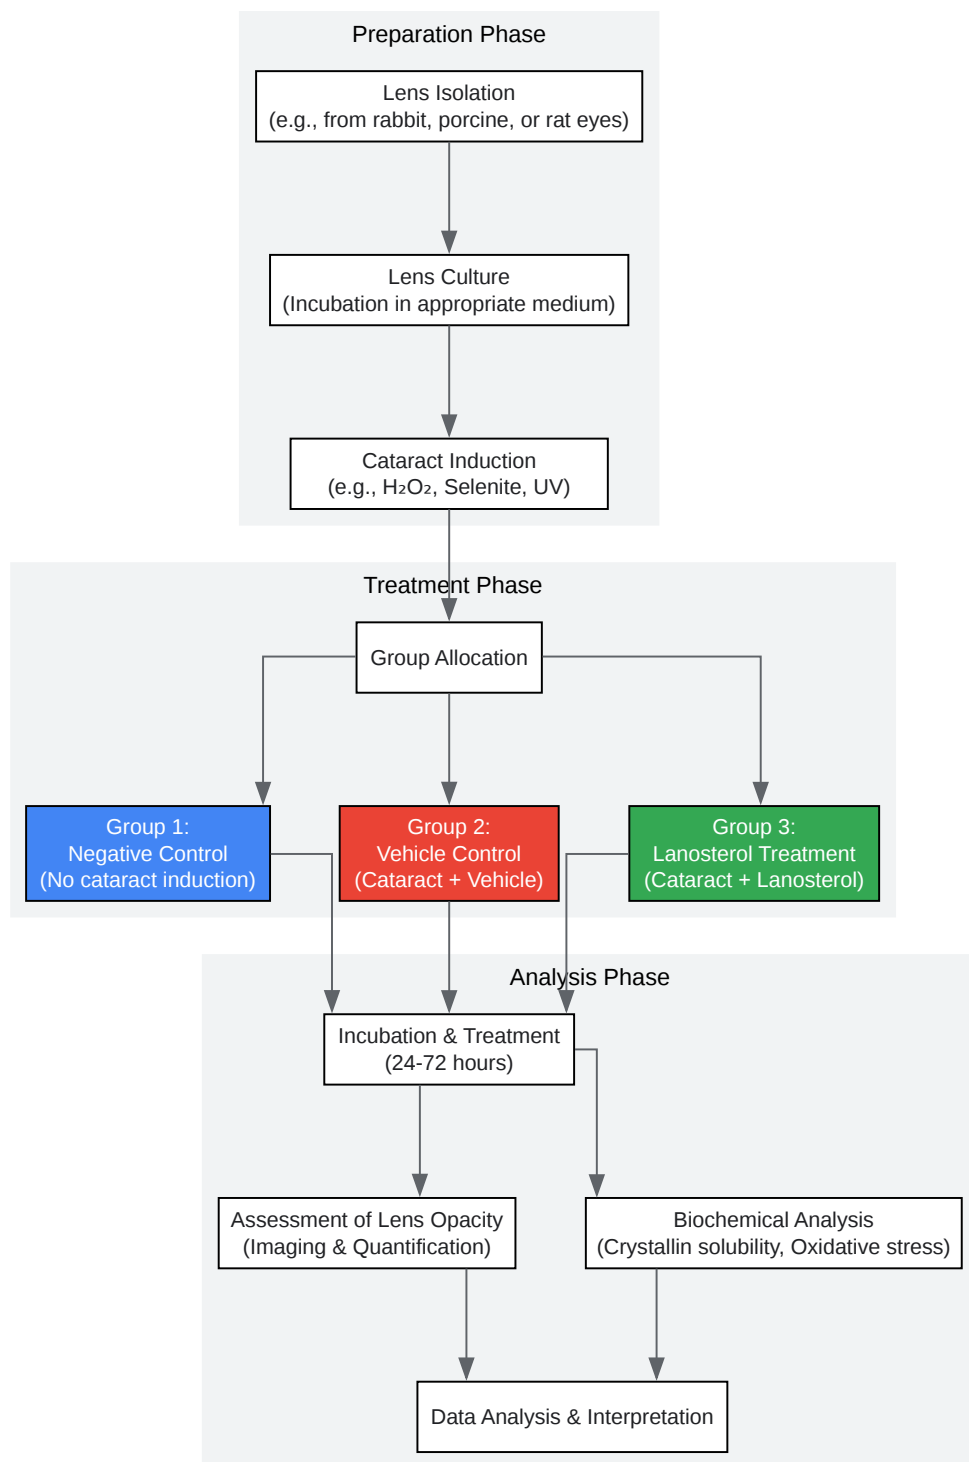 Preparation Phase
Lens Isolation
(e.g., from rabbit, porcine, or rat eyes)
Lens Culture
(Incubation in appropriate medium)
Cataract Induction
(e.g., H₂O₂, Selenite, UV)
Treatment Phase
Group Allocation
Group 1:
Negative Control
(No cataract induction)
Group 2:
Vehicle Control
(Cataract + Vehicle)
Group 3:
Lanosterol Treatment
(Cataract + Lanosterol)
Analysis Phase
Incubation & Treatment
(24-72 hours)
Assessment of Lens Opacity
(Imaging & Quantification)
Biochemical Analysis
(Crystallin solubility, Oxidative stress)
Data Analysis & Interpretation